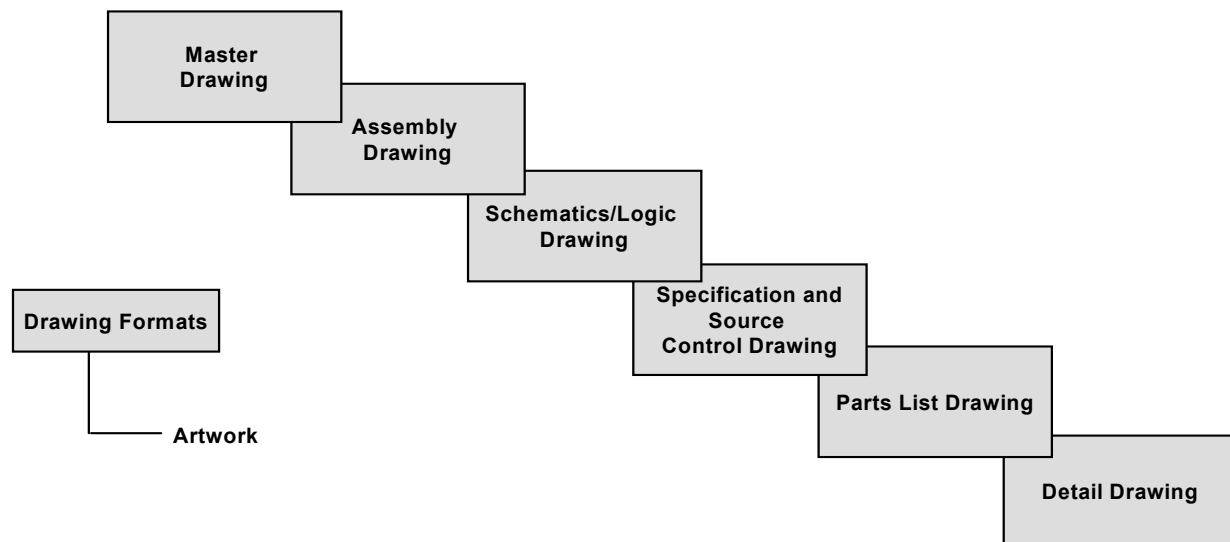 Master
Drawing
Assembly
Drawing
Schematics/Logic
Drawing
Specification and
Source
Control Drawing
Drawing Formats
Parts List Drawing
Artwork
Detail Drawing